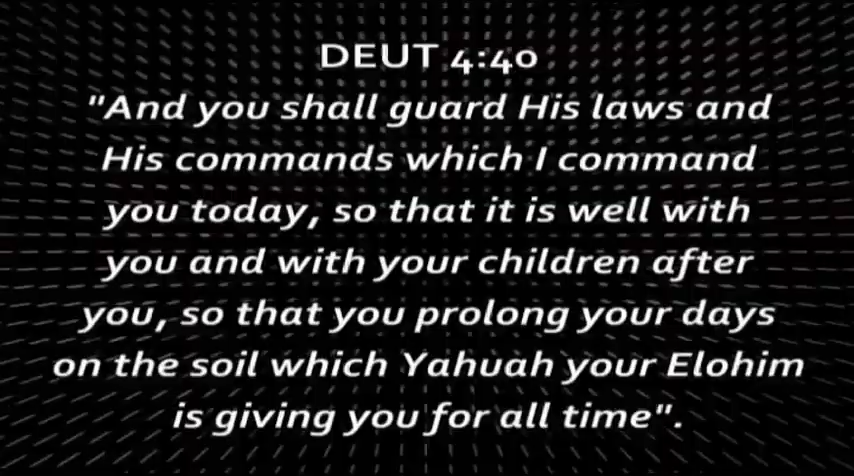 DEUT 4:40
"And you shall guard His laws and
His commands which I command
you today, so that it is well with
you and with your children after
you, so that you prolong your days
on the soil which Yahuah your Elohim
is giving you for all time".